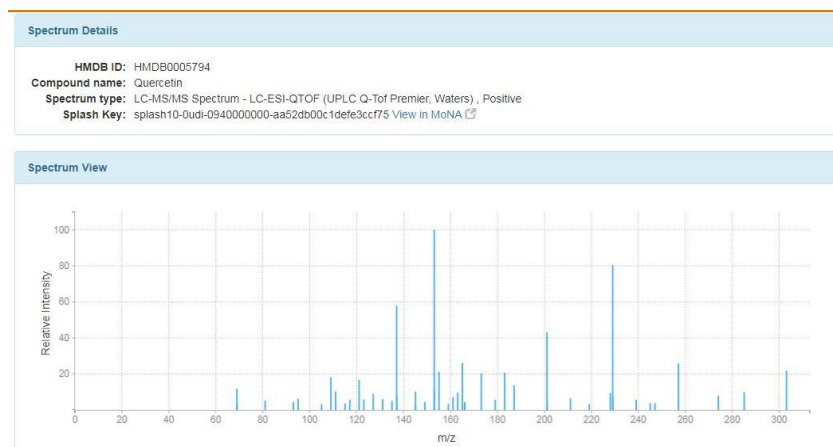 Spectrum Details
HMDB ID: HMDB0005794
Compound name: Quercetin
Spectrum type: LC-MS/MS Spectrum - LC-ESI-QTOF (UPLC Q-Tof Premier, Waters) , Positive
Splash Key: splash10-0udi-0940000000-aa52db00c1defe3ccf75 View in MoNA
Spectrum View
100
80
60
40
20
Relative Intensity
0 20 40 60 80 100 120 140 160 180 200 220 240 260 280 300
m/z